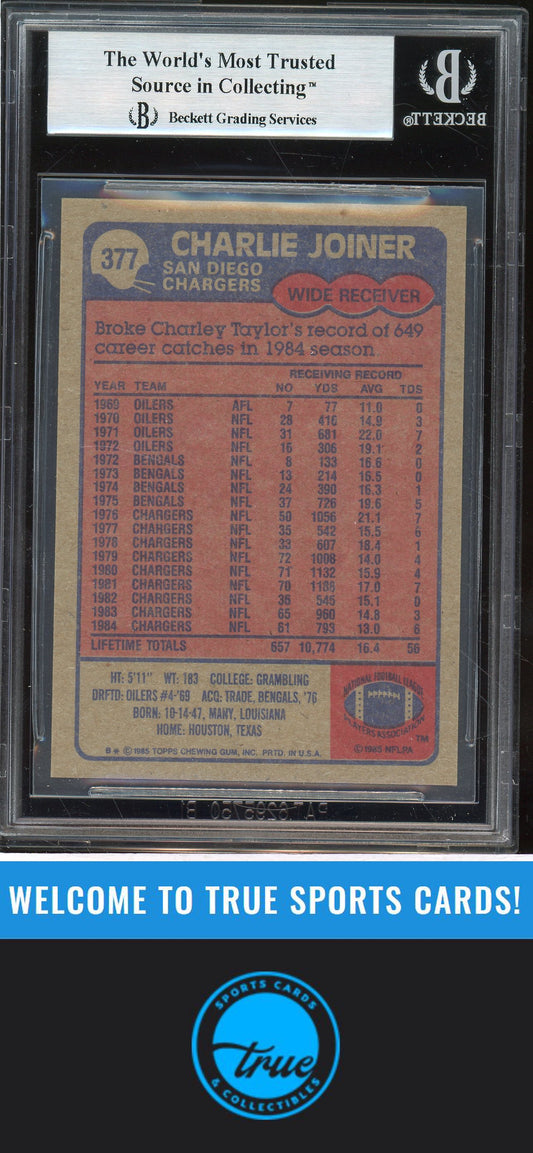 The World's Most Trusted
Source in Collecting™
B Beckett Grading Services
B
BECKETT®
377
CHARLIE JOINER
SAN DIEGO
CHARGERS
WIDE RECEIVER
Broke Charley Taylor's record of 649
career catches in 1984 season
RECEIVING RECORD
YEAR TEAM NO YDS AVG TDS
1969 OILERS AFL 7 77 11.0 0
1970 OILERS NFL 28 416 14.9 3
1971 OILERS NFL 31 681 22.0 7
1972 OILERS NFL 16 306 19.1 2
1972 BENGALS NFL 8 133 16.6 0
1973 BENGALS NFL 13 214 16.5 0
1974 BENGALS NFL 24 390 16.3 1
1975 BENGALS NFL 37 726 19.6 5
1976 CHARGERS NFL 50 1056 21.1 7
1977 CHARGERS NFL 35 542 15.5 6
1978 CHARGERS NFL 33 607 18.4 1
1979 CHARGERS NFL 72 1008 14.0 4
1980 CHARGERS NFL 71 1132 15.9 4
1981 CHARGERS NFL 70 1188 17.0 7
1982 CHARGERS NFL 36 545 15.1 0
1983 CHARGERS NFL 65 960 14.8 3
1984 CHARGERS NFL 61 793 13.0 6
LIFETIME TOTALS 657 10,774 16.4 56
HT: 5'11" WT: 183 COLLEGE: GRAMBLING
DRFTD: OILERS #4-'69 ACQ: TRADE, BENGALS, '76
BORN: 10-14-47, MANY, LOUISIANA
HOME: HOUSTON, TEXAS
B* © 1985 TOPPS CHEWING GUM, INC. PRTD. IN U.S.A.
NATIONAL FOOTBALL LEAGUE
PLAYERS ASSOCIATION
™
© 1985 NFLPA
WELCOME TO TRUE SPORTS CARDS!
SPORTS CARDS
true
& COLLECTIBLES